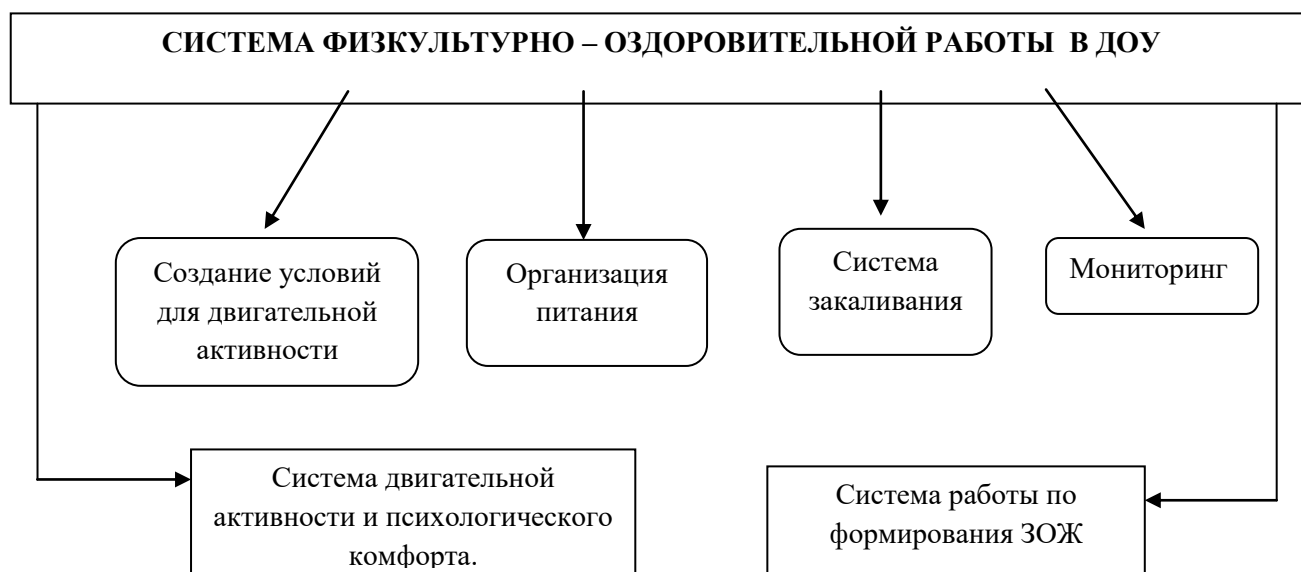 СИСТЕМА ФИЗКУЛЬТУРНО – ОЗДОРОВИТЕЛЬНОЙ РАБОТЫ В ДОУ
Создание условий
для двигательной
активности
Организация
питания
Система
закаливания
Мониторинг
Система двигательной
активности и психологического
комфорта.
Система работы по
формирования ЗОЖ